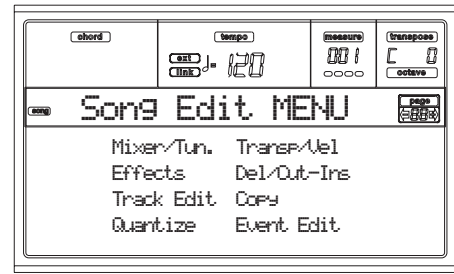 chord tempo measure transpose
ext ♩= 120 001 C 0
link octave
song Song Edit MENU page
Mixer/Tun. Transp/Vel
Effects Del/Cut-Ins
Track Edit Copy
Quantize Event Edit